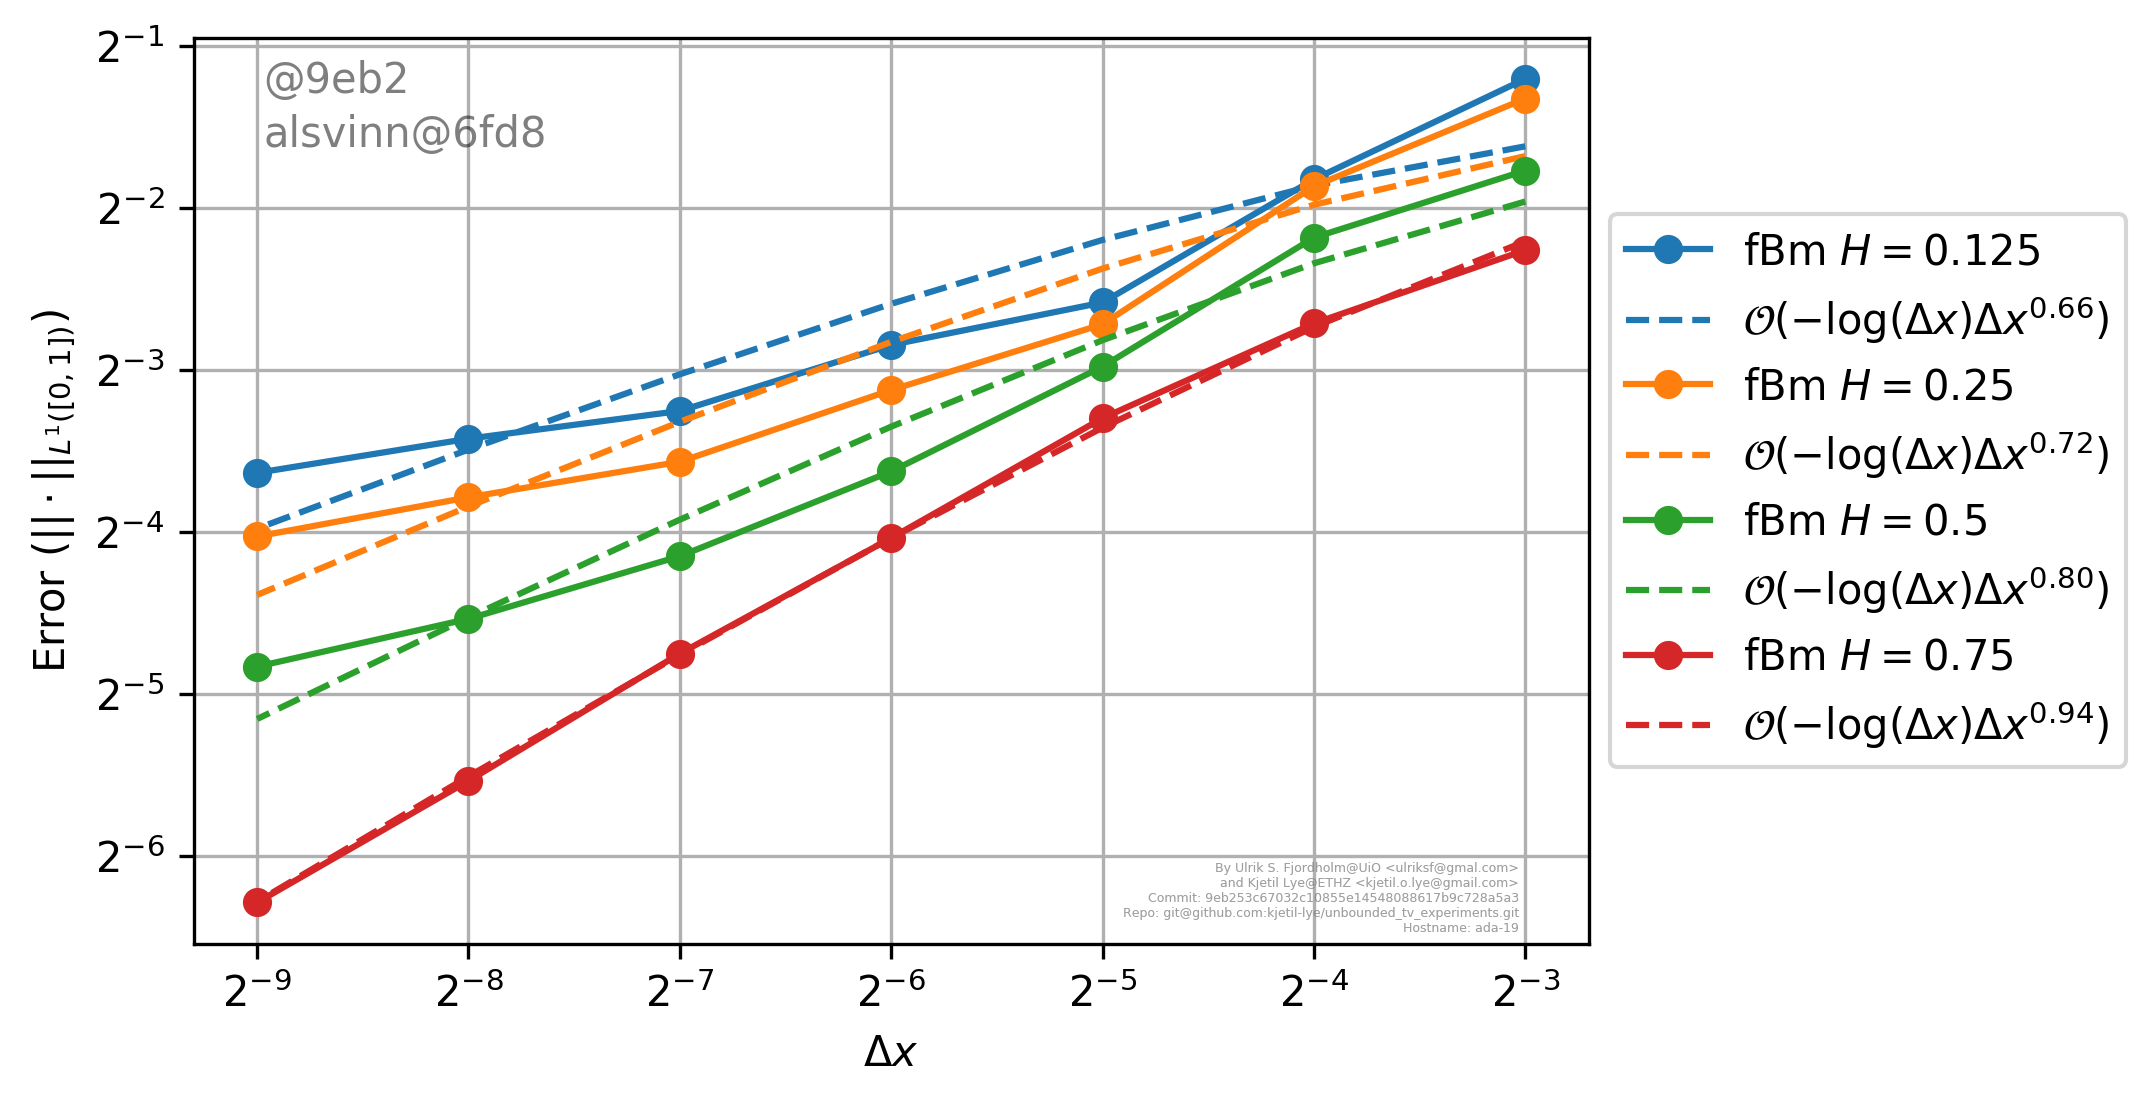 @9eb2
alsvinn@6fd8
Error (|| · ||_{L^1([0, 1])})
2^{−1}
2^{−2}
2^{−3}
2^{−4}
2^{−5}
2^{−6}
2^{−9} 2^{−8} 2^{−7} 2^{−6} 2^{−5} 2^{−4} 2^{−3}
Δx
By Ulrik S. Fjordholm@UiO <ulriksf@gmal.com>
and Kjetil Lye@ETHZ <kjetil.o.lye@gmail.com>
Commit: 9eb253c67032c10855e14548088617b9c728a5a3
Repo: git@github.com:kjetil-lye/unbounded_tv_experiments.git
Hostname: ada-19
fBm H = 0.125
𝒪(−log(Δx)Δx^{0.66})
fBm H = 0.25
𝒪(−log(Δx)Δx^{0.72})
fBm H = 0.5
𝒪(−log(Δx)Δx^{0.80})
fBm H = 0.75
𝒪(−log(Δx)Δx^{0.94})